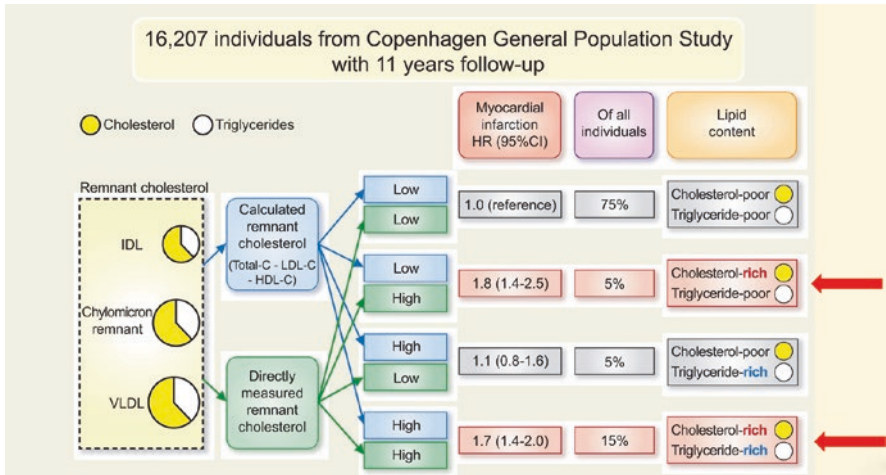 16,207 individuals from Copenhagen General Population Study
with 11 years follow-up
Cholesterol
Triglycerides
Myocardial
infarction
HR (95%CI)
Of all
individuals
Lipid
content
Remnant cholesterol
IDL
Chylomicron
remnant
VLDL
Calculated
remnant
cholesterol
(Total-C - LDL-C
- HDL-C)
Directly
measured
remnant
cholesterol
Low
Low
1.0 (reference)
75%
Cholesterol-poor
Triglyceride-poor
Low
High
1.8 (1.4-2.5)
5%
Cholesterol-rich
Triglyceride-poor
High
Low
1.1 (0.8-1.6)
5%
Cholesterol-poor
Triglyceride-rich
High
High
1.7 (1.4-2.0)
15%
Cholesterol-rich
Triglyceride-rich